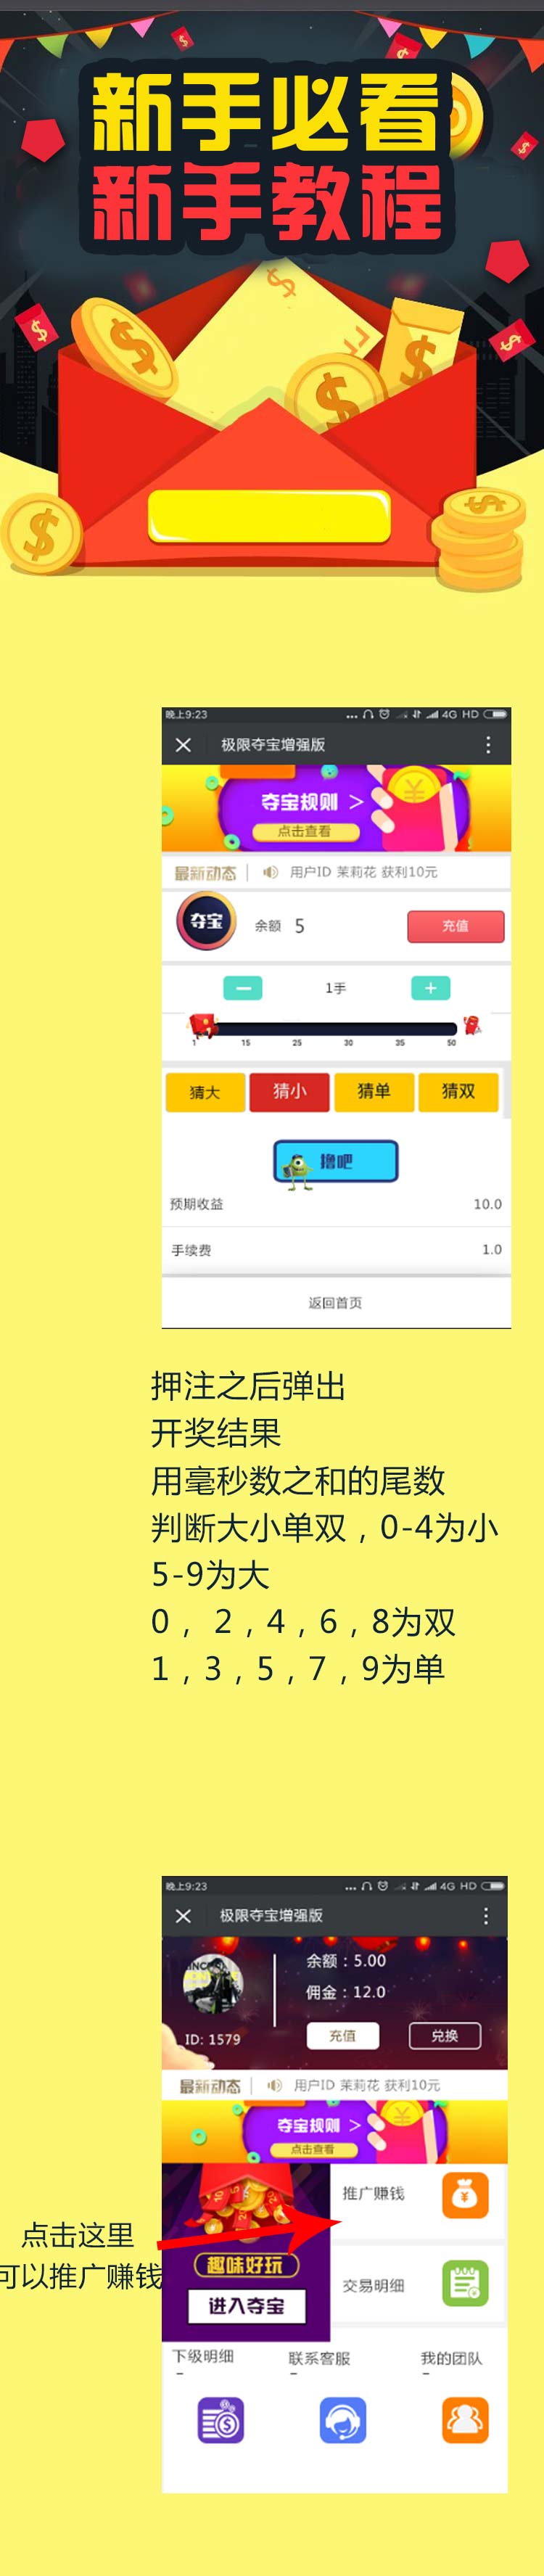 新手必看
新手教程
晚上9:23
4G HD
极限夺宝增强版
夺宝规则 >
点击查看
最新动态 用户ID 茉莉花 获利10元
夺宝 余额 5 充值
1手
1 15 25 30 35 50
猜大 猜小 猜单 猜双
撸吧
预期收益 10.0
手续费 1.0
返回首页
押注之后弹出
开奖结果
用毫秒数之和的尾数
判断大小单双，0-4为小
5-9为大
0， 2，4，6，8为双
1，3，5，7，9为单
晚上9:23
4G HD
极限夺宝增强版
余额：5.00
佣金：12.0
ID: 1579 充值 兑换
最新动态 用户ID 茉莉花 获利10元
夺宝规则 >
点击查看
推广赚钱
点击这里
可以推广赚钱
趣味好玩
交易明细
进入夺宝
下级明细 联系客服 我的团队